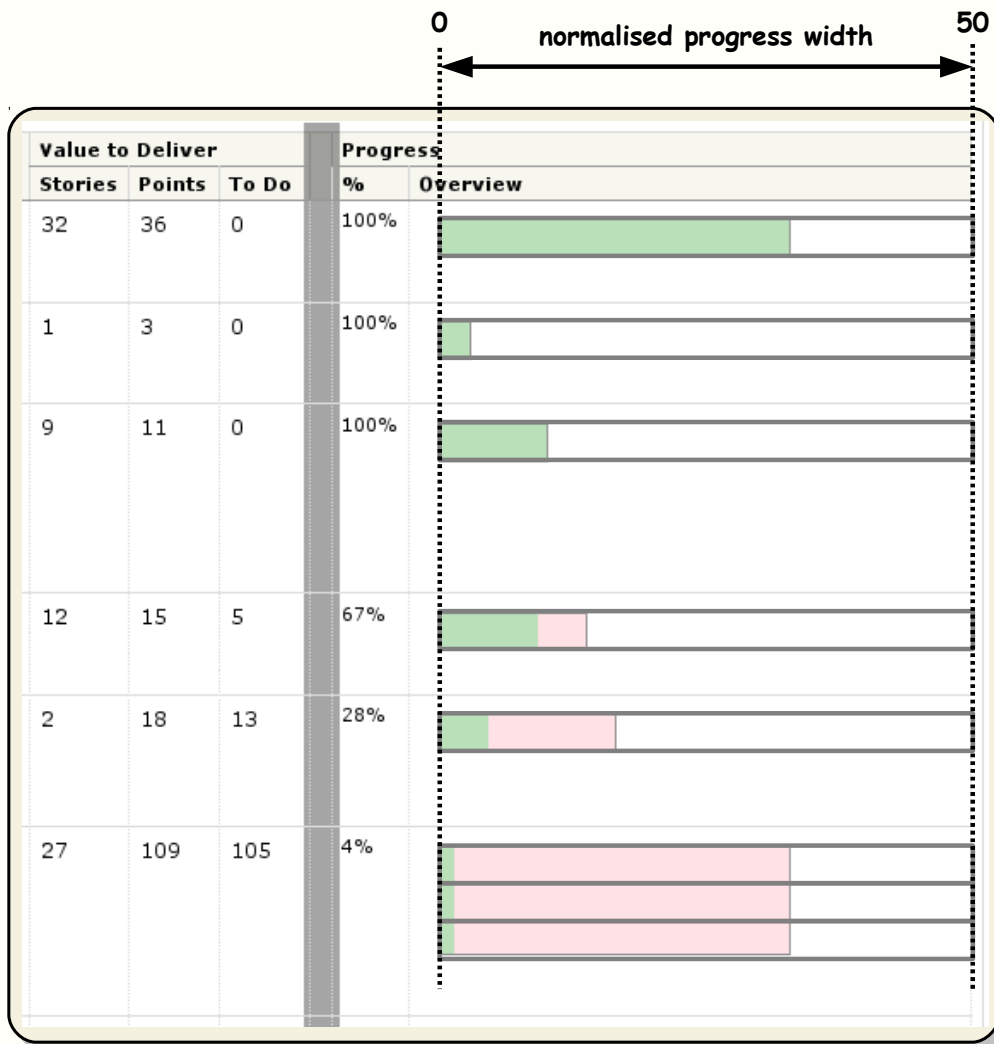 0 50
normalised progress width
Value to Deliver Progress
Stories Points To Do % Overview
32 36 0 100%
1 3 0 100%
9 11 0 100%
12 15 5 67%
2 18 13 28%
27 109 105 4%